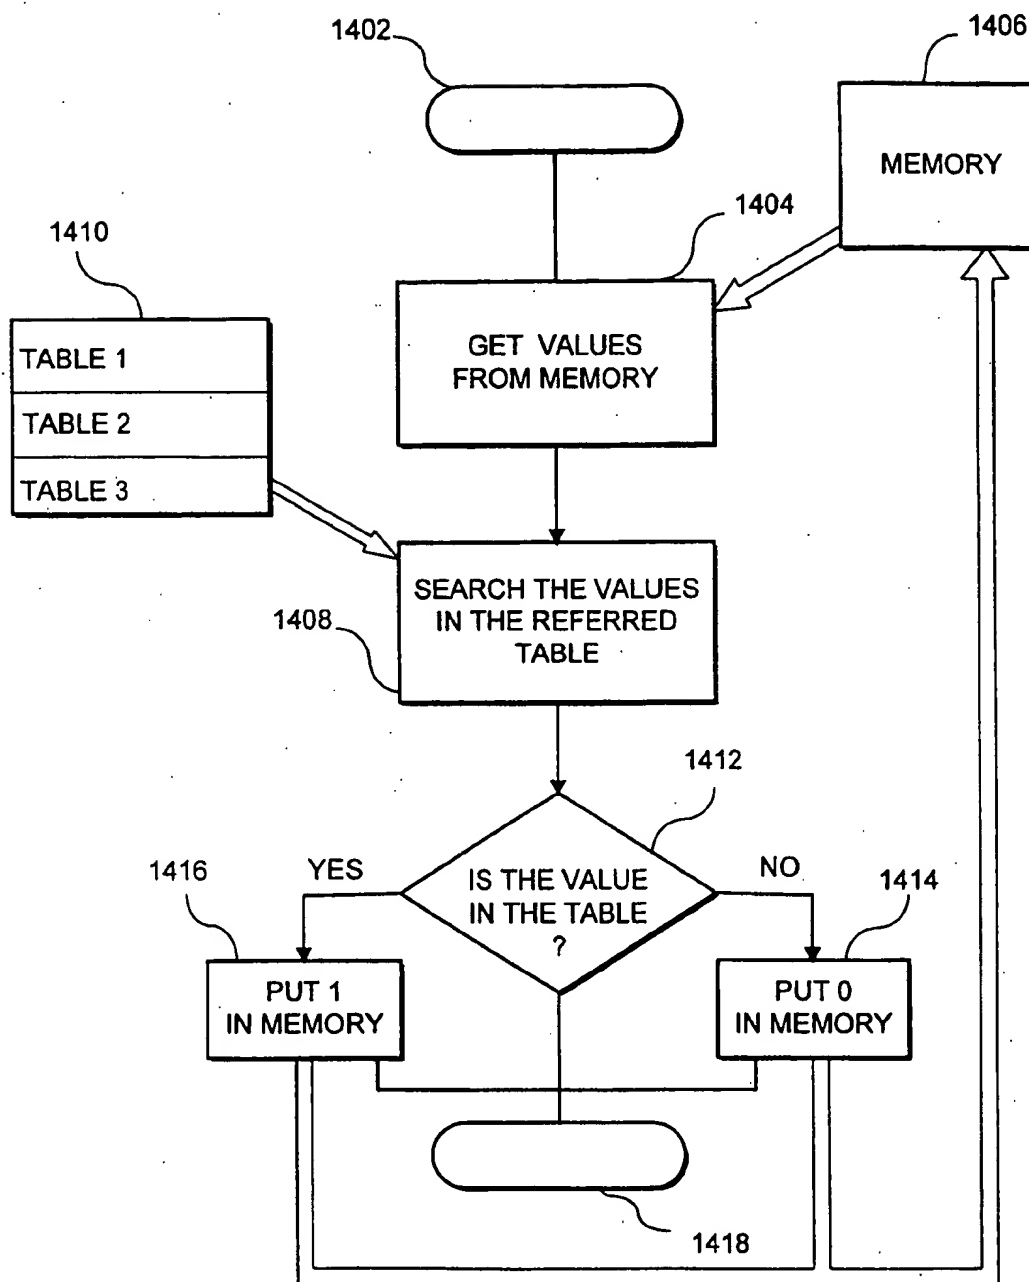 1402
1406
MEMORY
1404
1410
GET VALUES
FROM MEMORY
TABLE 1
TABLE 2
TABLE 3
SEARCH THE VALUES
IN THE REFERRED
TABLE
1408
1412
YES
NO
IS THE VALUE
IN THE TABLE
?
1416
1414
PUT 1
IN MEMORY
PUT 0
IN MEMORY
1418